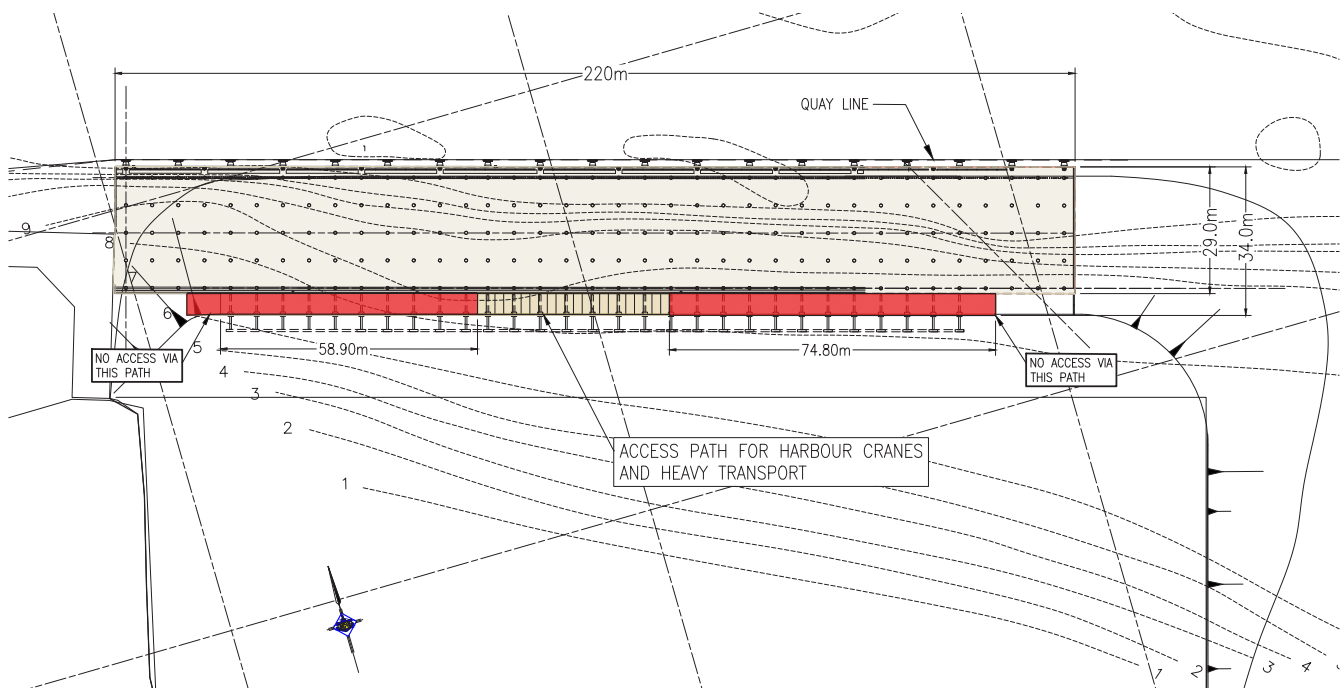 220m
QUAY LINE
1
29.0m
34.0m
9
8
7
6
5
58.90m
74.80m
NO ACCESS VIA
THIS PATH
NO ACCESS VIA
THIS PATH
4
3
2
ACCESS PATH FOR HARBOUR CRANES
AND HEAVY TRANSPORT
1
1
2
3
4